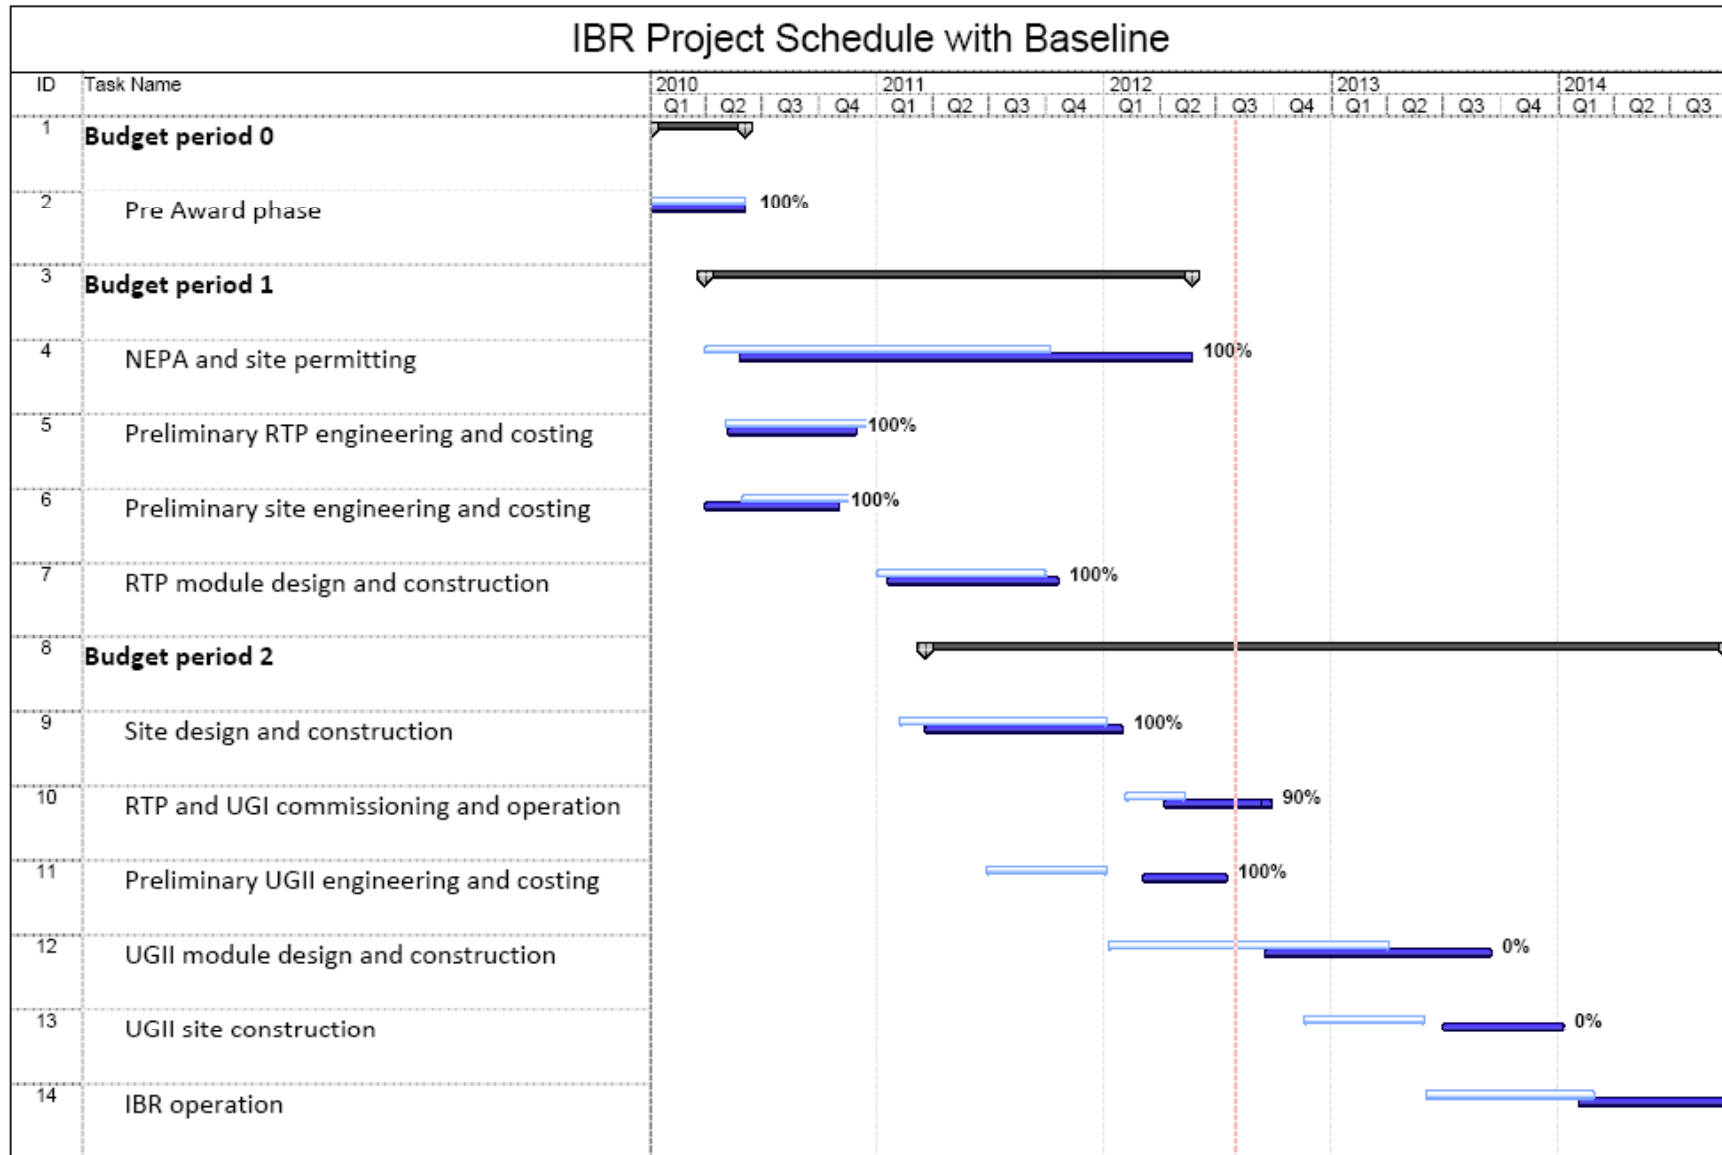 IBR Project Schedule with Baseline
ID Task Name 2010 2011 2012 2013 2014
Q1 Q2 Q3 Q4 Q1 Q2 Q3 Q4 Q1 Q2 Q3 Q4 Q1 Q2 Q3 Q4 Q1 Q2 Q3
1 Budget period 0
2 Pre Award phase 100%
3 Budget period 1
4 NEPA and site permitting 100%
5 Preliminary RTP engineering and costing 100%
6 Preliminary site engineering and costing 100%
7 RTP module design and construction 100%
8 Budget period 2
9 Site design and construction 100%
10 RTP and UGI commissioning and operation 90%
11 Preliminary UGII engineering and costing 100%
12 UGII module design and construction 0%
13 UGII site construction 0%
14 IBR operation